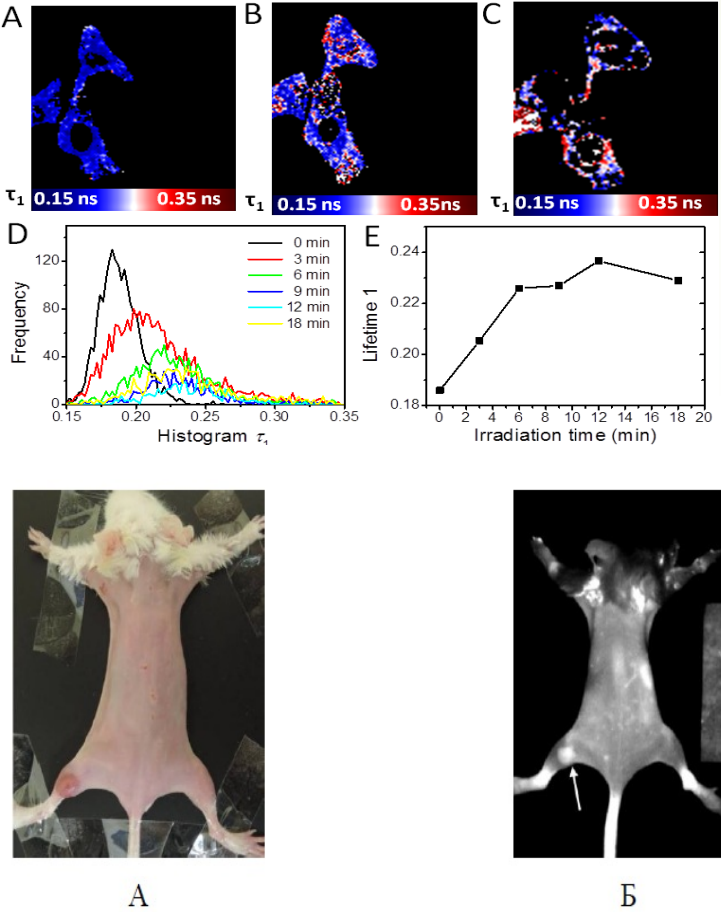 A
B
C
τ1 0.15 ns 0.35 ns
τ1 0.15 ns 0.35ns
τ1 0.15 ns 0.35 ns
D
Frequency
120
80
40
0
0 min
3 min
6 min
9 min
12 min
18 min
0.15 0.20 0.25 0.30 0.35
Histogram τ1
E
Lifetime 1
0.24
0.22
0.20
0.18
0 2 4 6 8 10 12 14 16 18 20
Irradiation time (min)
А
Б